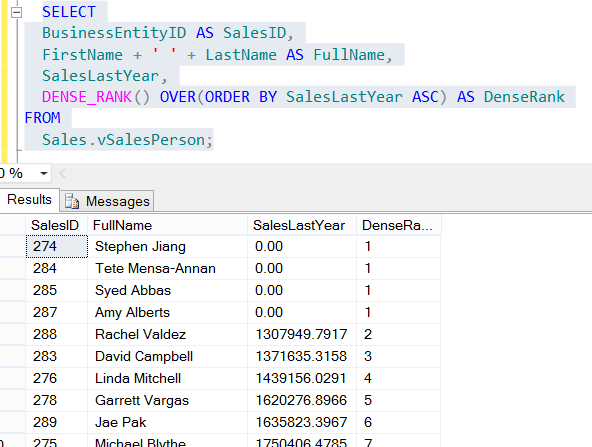 SELECT
BusinessEntityID AS SalesID,
FirstName + ' ' + LastName AS FullName,
SalesLastYear,
DENSE_RANK() OVER(ORDER BY SalesLastYear ASC) AS DenseRank
FROM
Sales.vSalesPerson;
0 %
Results Messages
SalesID FullName SalesLastYear DenseRa...
274 Stephen Jiang 0.00 1
284 Tete Mensa-Annan 0.00 1
285 Syed Abbas 0.00 1
287 Amy Alberts 0.00 1
288 Rachel Valdez 1307949.7917 2
283 David Campbell 1371635.3158 3
276 Linda Mitchell 1439156.0291 4
278 Garrett Vargas 1620276.8966 5
289 Jae Pak 1635823.3967 6
275 Michael Blythe 1750406.4785 7